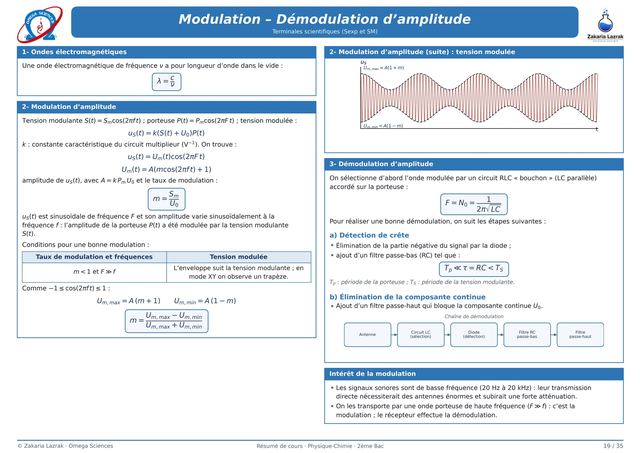 Modulation – Démodulation d’amplitude
Terminales scientifiques (Sexp et SM)
Zakaria Lazrak
1- Ondes électromagnétiques
Une onde électromagnétique de fréquence ν a pour longueur d’onde dans le vide :
λ = c/ν
2- Modulation d’amplitude
Tension modulante S(t) = Sₘcos(2πft) ; porteuse P(t) = Pₘcos(2πFt) ; tension modulée :
uₛ(t) = k(S(t) + U₀)P(t)
k : constante caractéristique du circuit multiplieur (V⁻¹). On trouve :
uₛ(t) = Uₘ(t)cos(2πFt)
Uₘ(t) = A(mcos(2πft) + 1)
amplitude de uₛ(t), avec A = kPₘU₀ et le taux de modulation :
m = Sₘ/U₀
uₛ(t) est sinusoïdale de fréquence F et son amplitude varie sinusoïdalement à la
fréquence f : l’amplitude de la porteuse P(t) a été modulée par la tension modulante
S(t).
Conditions pour une bonne modulation :
Taux de modulation et fréquences Tension modulée
m < 1 et F ≫ f L’enveloppe suit la tension modulante ; en
mode XY on observe un trapèze.
Comme −1 ≤ cos(2πft) ≤ 1 :
U_m,max = A(m + 1) U_m,min = A(1 − m)
m = (U_m,max − U_m,min)/(U_m,max + U_m,min)
2- Modulation d’amplitude (suite) : tension modulée
uₛ
U_m,max = A(1+m)
U_m,min = A(1−m)
t
3- Démodulation d’amplitude
On sélectionne d’abord l’onde modulée par un circuit RLC « bouchon » (LC parallèle)
accordé sur la porteuse :
F = N₀ = 1/(2π√LC)
Pour réaliser une bonne démodulation, on suit les étapes suivantes :
a) Détection de crête
• Élimination de la partie négative du signal par la diode ;
• ajout d’un filtre passe-bas (RC) tel que :
Tₚ ≪ τ = RC < Tₛ
Tₚ : période de la porteuse ; Tₛ : période de la tension modulante.
b) Élimination de la composante continue
• Ajout d’un filtre passe-haut qui bloque la composante continue U₀.
Chaîne de démodulation
Antenne
Circuit LC
(sélection)
Diode
(détection)
Filtre RC
passe-bas
Filtre
passe-haut
Intérêt de la modulation
• Les signaux sonores sont de basse fréquence (20 Hz à 20 kHz) : leur transmission
directe nécessiterait des antennes énormes et subirait une forte atténuation.
• On les transporte par une onde porteuse de haute fréquence (F ≫ f) : c’est la
modulation ; le récepteur effectue la démodulation.
© Zakaria Lazrak · Omega Sciences
Résumé de cours · Physique-Chimie · 2ème Bac
19 / 35